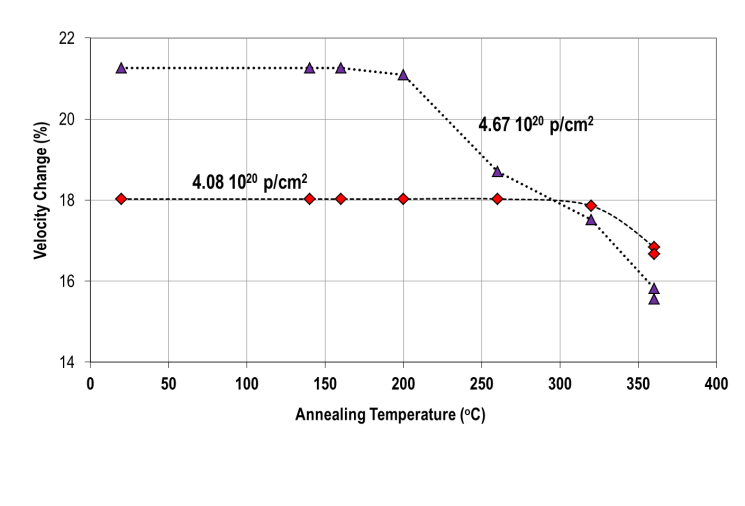 22
20
18
16
14
Velocity Change (%)
4.67 10²⁰ p/cm²
4.08 10²⁰ p/cm²
0 50 100 150 200 250 300 350 400
Annealing Temperature (ᵒC)